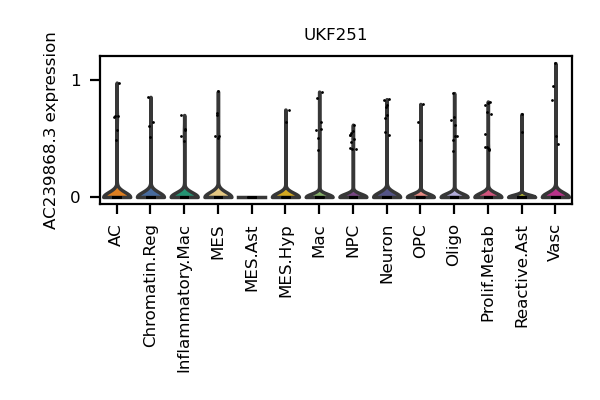 UKF251
AC239868.3 expression
1
0
AC
Chromatin.Reg
Inflammatory.Mac
MES
MES.Ast
MES.Hyp
Mac
NPC
Neuron
OPC
Oligo
Prolif.Metab
Reactive.Ast
Vasc